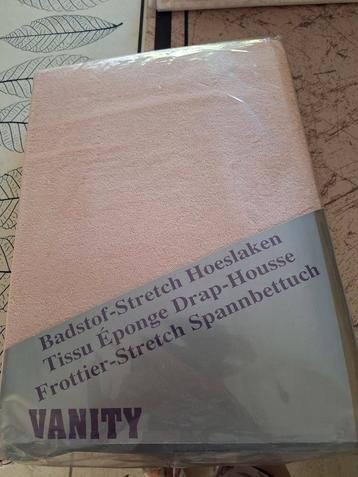 Badstof-Stretch Hoeslaken
Tissu Éponge Drap-Housse
Frottier-Stretch Spannbettuch
VANITY